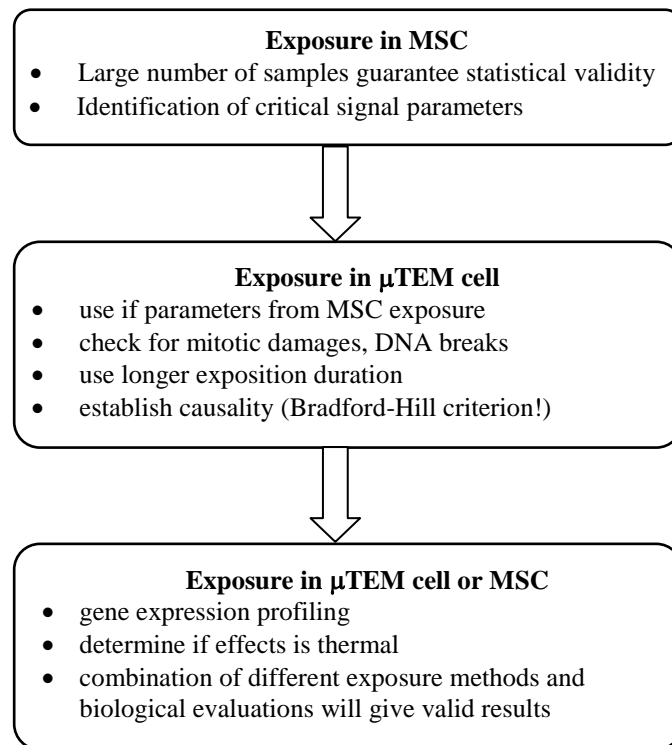 Exposure in MSC
• Large number of samples guarantee statistical validity
• Identification of critical signal parameters
Exposure in μTEM cell
• use if parameters from MSC exposure
• check for mitotic damages, DNA breaks
• use longer exposition duration
• establish causality (Bradford-Hill criterion!)
Exposure in μTEM cell or MSC
• gene expression profiling
• determine if effects is thermal
• combination of different exposure methods and
biological evaluations will give valid results